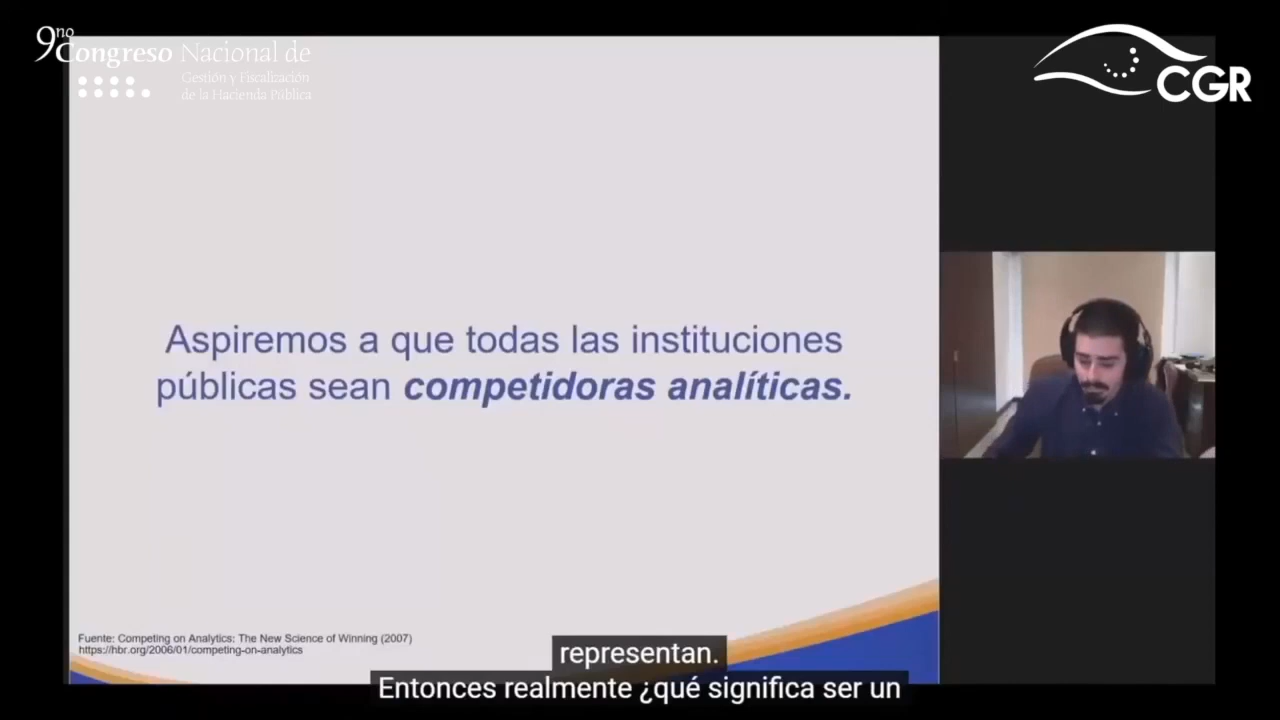 9no
Congreso Nacional de
Gestión y Fiscalización
de la Hacienda Pública
CGR
Aspiremos a que todas las instituciones
públicas sean competidoras analíticas.
Fuente: Competing on Analytics: The New Science of Winning (2007)
https://hbr.org/2006/01/competing-on-analytics
representan.
Entonces realmente ¿qué significa ser un